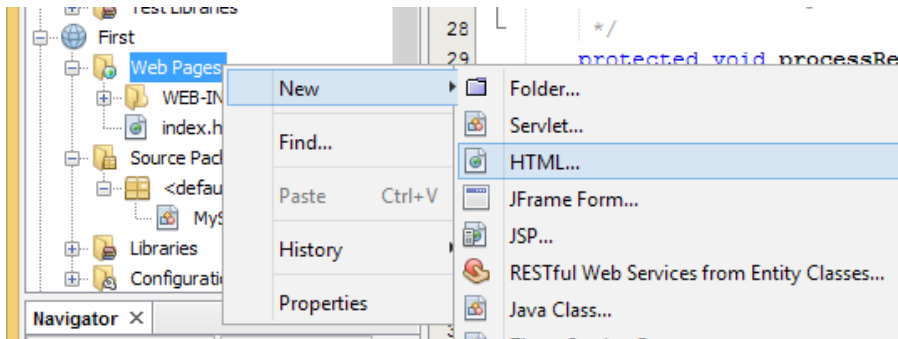 Test Libraries
First
Web Pages
WEB-IN
index.h
Source Pack
<defau
MyS
Libraries
Configurati
Navigator ×
28
*/
29
protected void processRe
New
Find...
Paste Ctrl+V
History
Properties
Folder...
Servlet...
HTML...
JFrame Form...
JSP...
RESTful Web Services from Entity Classes...
Java Class...